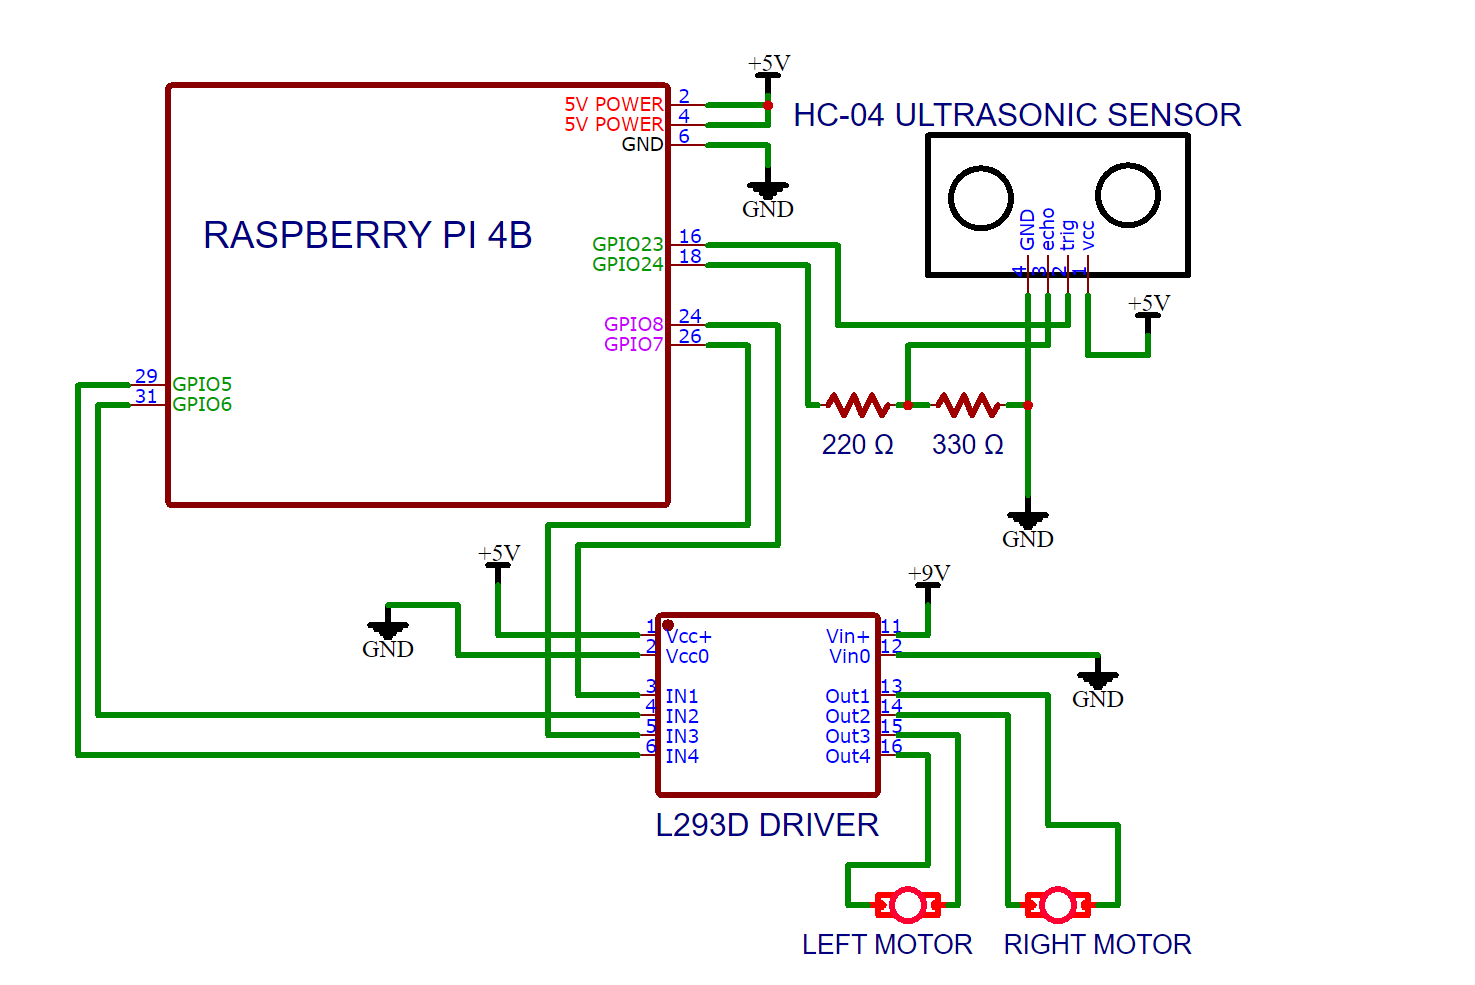 +5V
HC-04 ULTRASONIC SENSOR
5V POWER 2
5V POWER 4
GND 6
GND
RASPBERRY PI 4B
GPIO23 16
GPIO24 18
GND
echo
trig
vcc
4 3 2 1
+5V
GPIO8 24
GPIO7 26
29 GPIO5
31 GPIO6
220 Ω
330 Ω
GND
+5V
+9V
GND
1 Vcc+
2 Vcc0
3 IN1
4 IN2
5 IN3
6 IN4
Vin+ 11
Vin0 12
Out1 13
Out2 14
Out3 15
Out4 16
GND
L293D DRIVER
LEFT MOTOR
RIGHT MOTOR